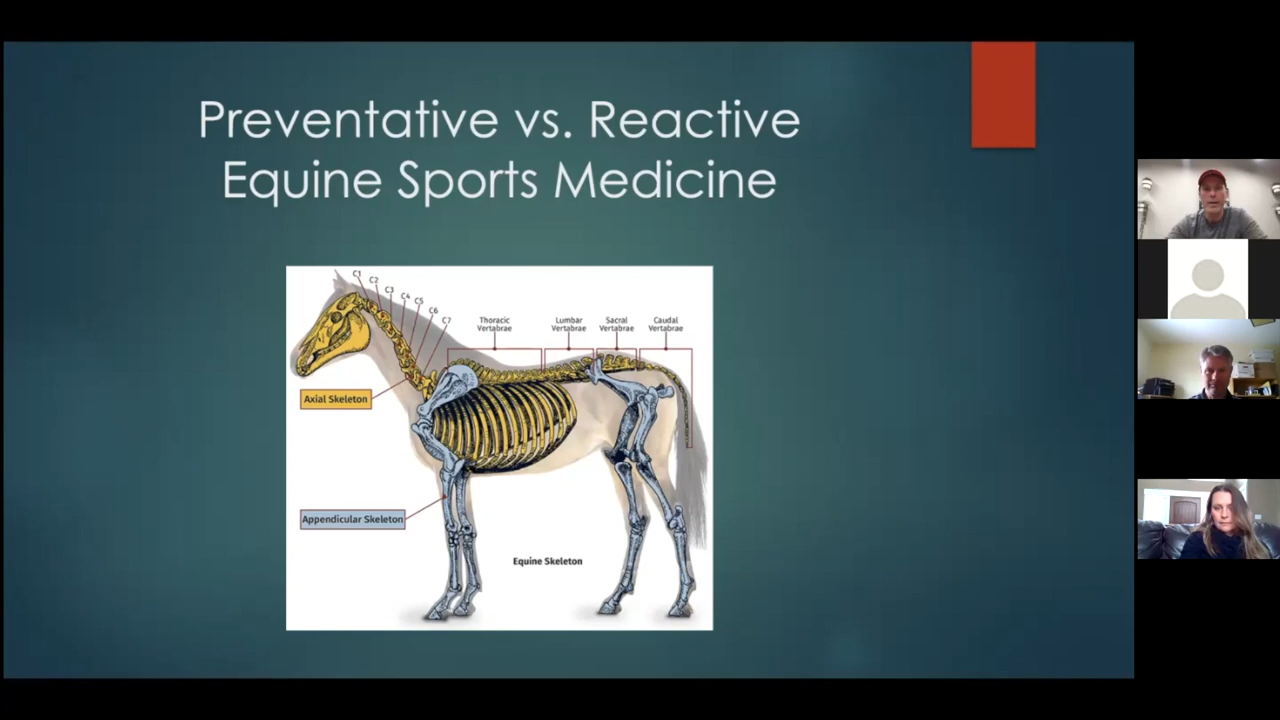 Preventative vs. Reactive
Equine Sports Medicine
C1
C2
C3
C4
C5
C6
C7
Thoracic
Vertabrae
Lumbar
Vertabrae
Sacral
Vertabrae
Caudal
Vertabrae
Axial Skeleton
Appendicular Skeleton
Equine Skeleton